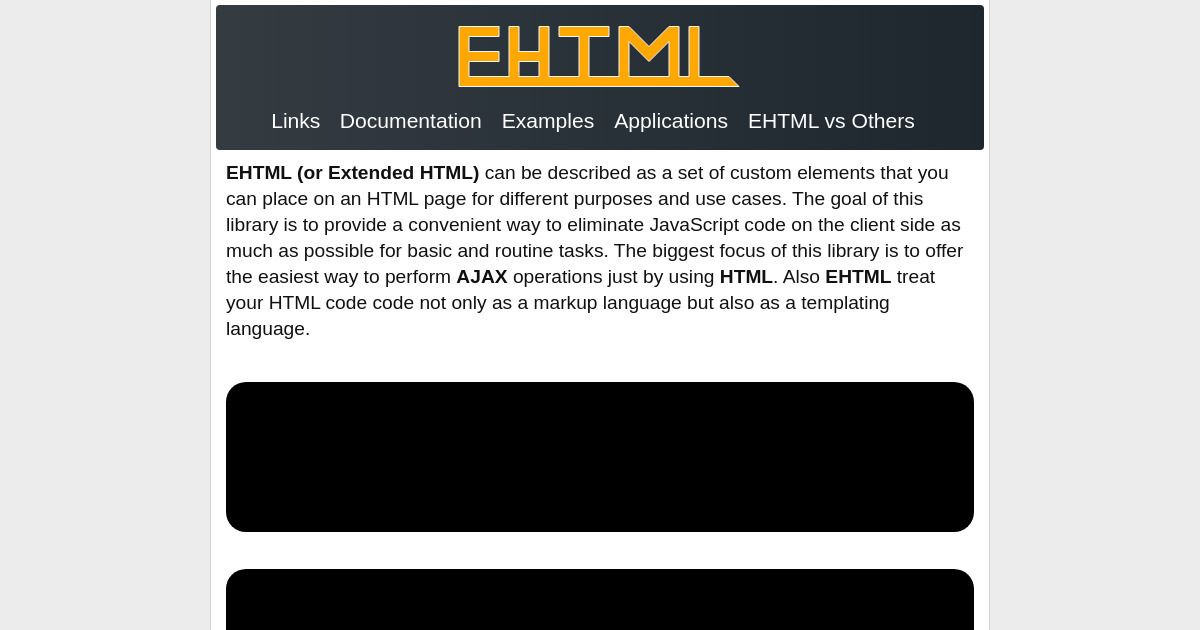 EHTML
Links Documentation Examples Applications EHTML vs Others
EHTML (or Extended HTML) can be described as a set of custom elements that you
can place on an HTML page for different purposes and use cases. The goal of this
library is to provide a convenient way to eliminate JavaScript code on the client side as
much as possible for basic and routine tasks. The biggest focus of this library is to offer
the easiest way to perform AJAX operations just by using HTML. Also EHTML treat
your HTML code code not only as a markup language but also as a templating
language.